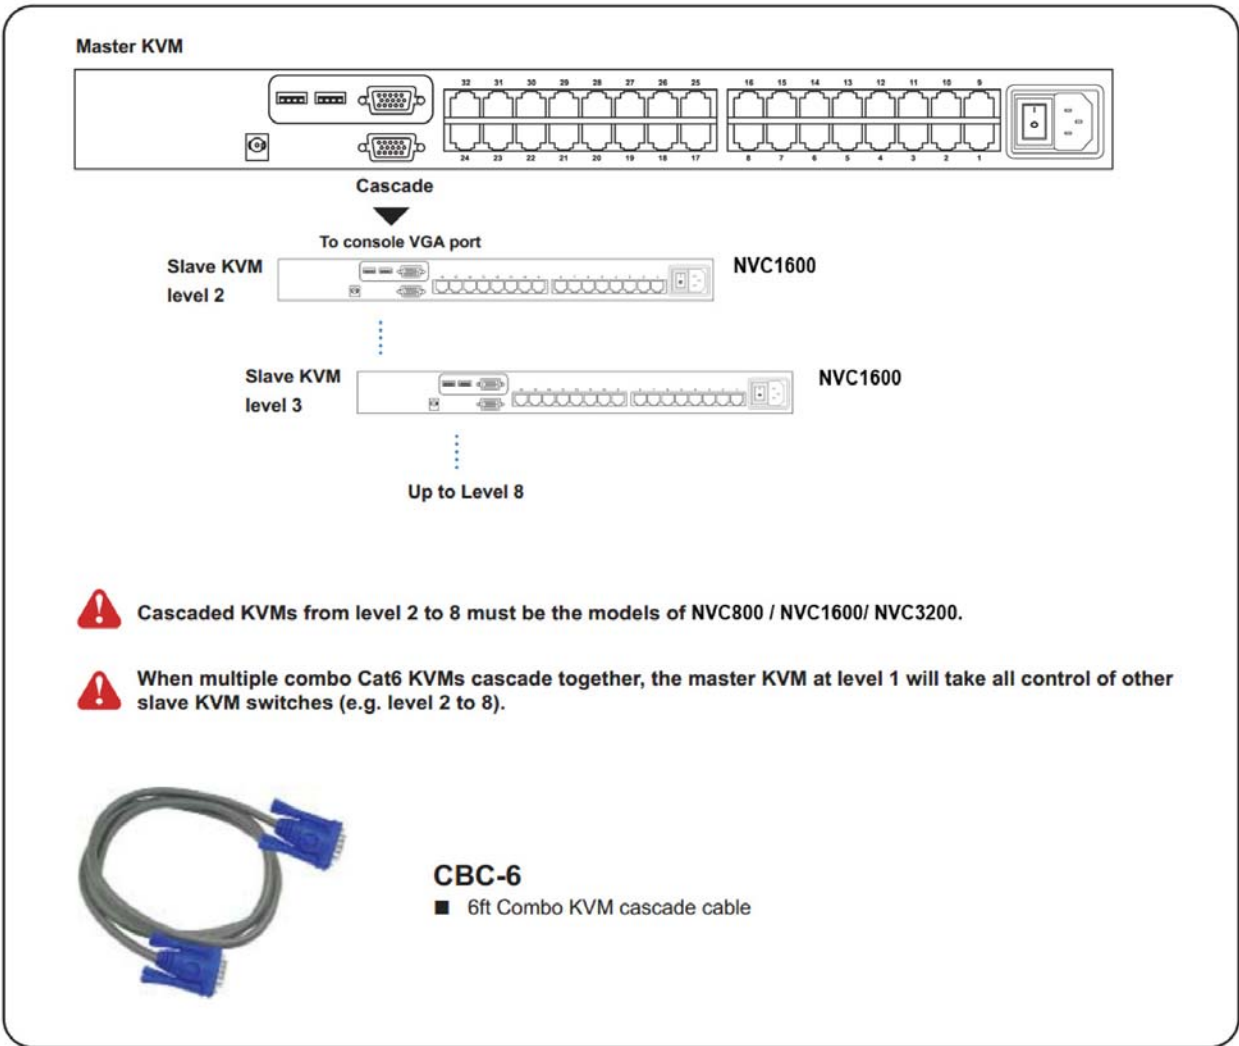 Master KVM
32 31 30 29 28 27 26 25 16 15 14 13 12 11 10 9
24 23 22 21 20 19 18 17 8 7 6 5 4 3 2 1
Cascade
To console VGA port
Slave KVM
level 2
NVC1600
Slave KVM
level 3
NVC1600
Up to Level 8
Cascaded KVMs from level 2 to 8 must be the models of NVC800 / NVC1600/ NVC3200.
When multiple combo Cat6 KVMs cascade together, the master KVM at level 1 will take all control of other
slave KVM switches (e.g. level 2 to 8).
CBC-6
■ 6ft Combo KVM cascade cable